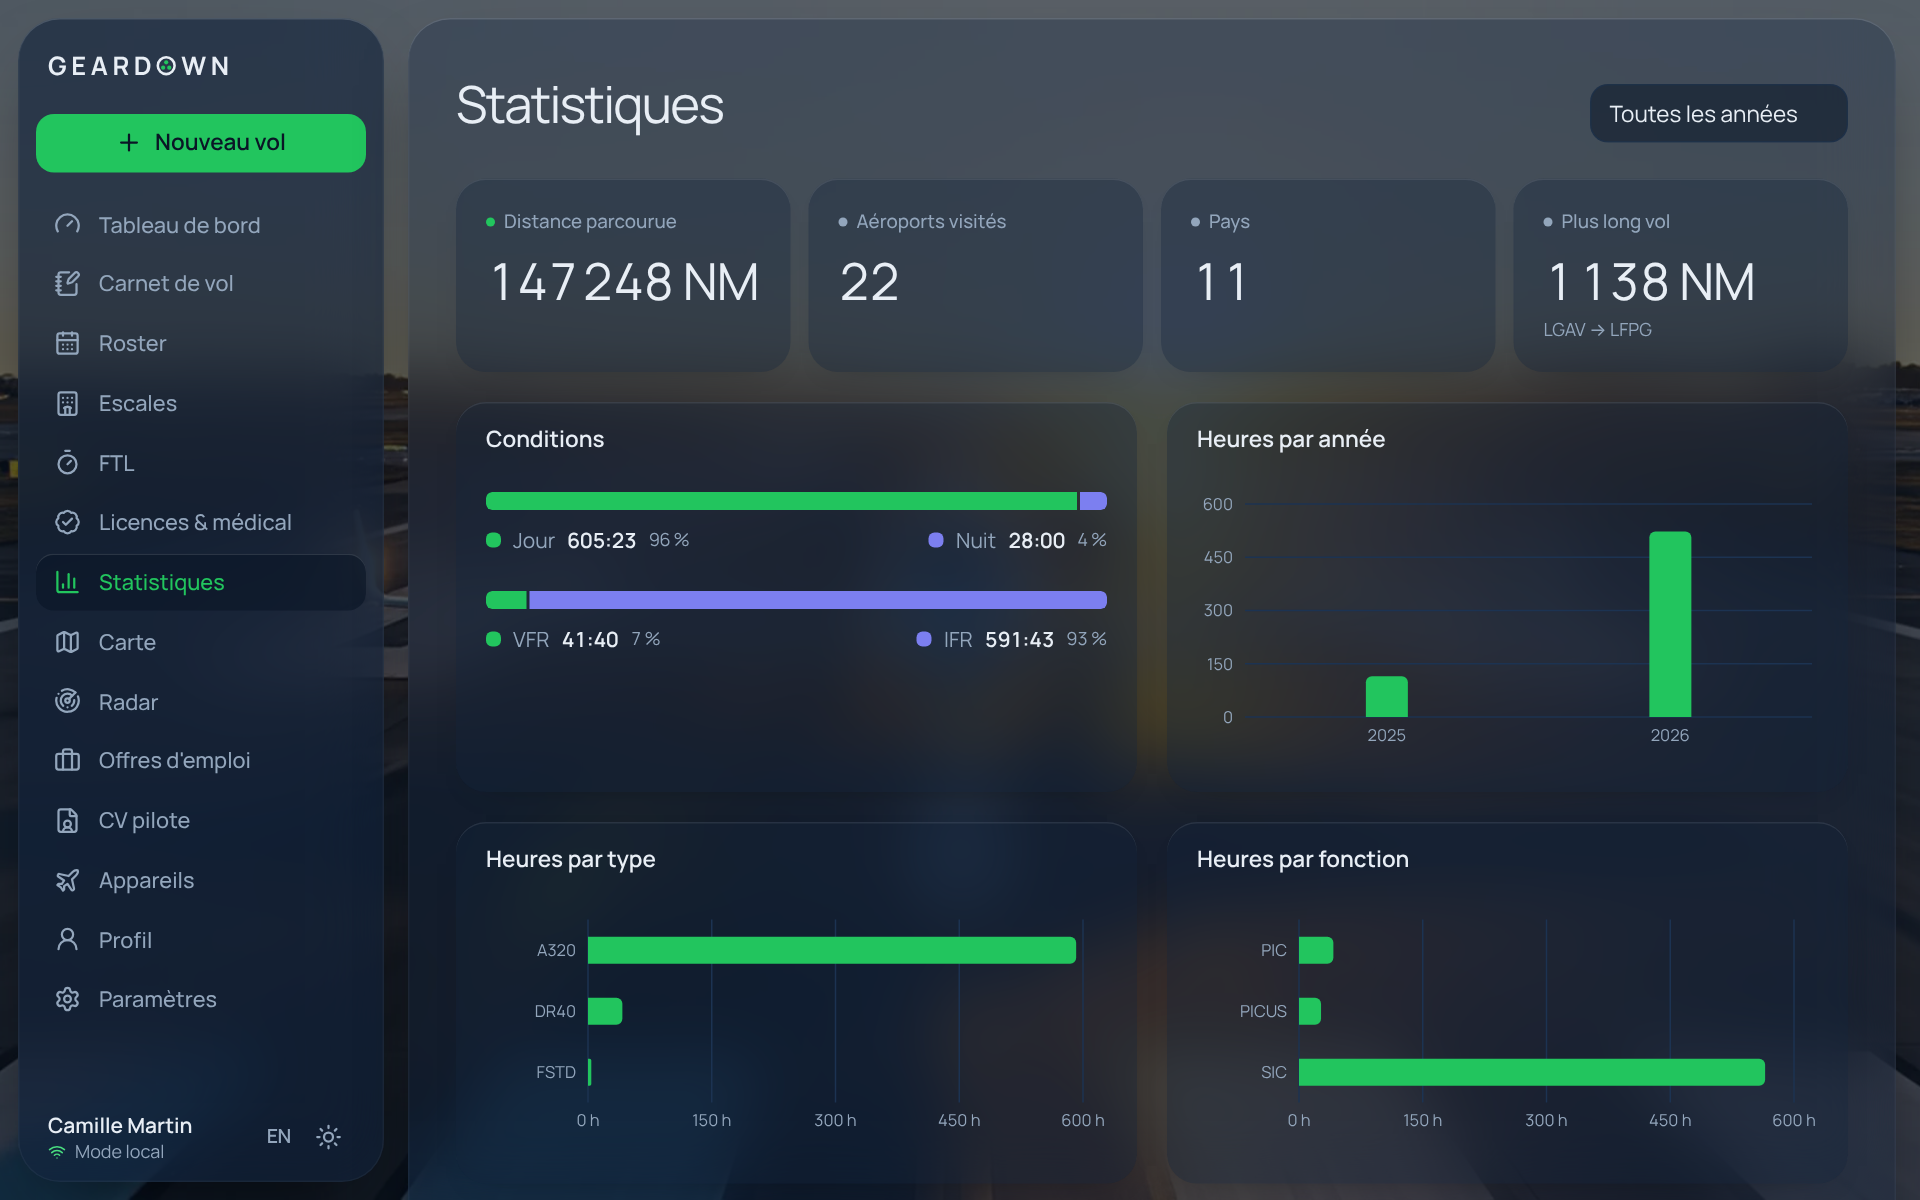 GEARDOWN
Nouveau vol
Tableau de bord
Carnet de vol
Roster
Escales
FTL
Licences & médical
Statistiques
Carte
Radar
Offres d'emploi
CV pilote
Appareils
Profil
Paramètres
Camille Martin
Mode local
EN
Statistiques
Toutes les années
Distance parcourue
147 248 NM
Aéroports visités
22
Pays
11
Plus long vol
1 138 NM
LGAV → LFPG
Conditions
Jour 605:23 96 %
Nuit 28:00 4 %
VFR 41:40 7 %
IFR 591:43 93 %
Heures par année
600
450
300
150
0
2025 2026
Heures par type
A320
DR40
FSTD
0 h 150 h 300 h 450 h 600 h
Heures par fonction
PIC
PICUS
SIC
0 h 150 h 300 h 450 h 600 h